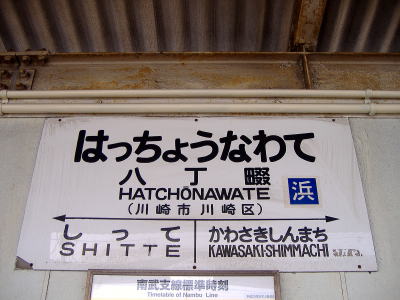 はっちょうなわて
八丁畷
HATCHŌNAWATE
浜
(川崎市川崎区)
しって
SHITTE
かわさきしんまち
KAWASAKI-SHIMMACHI
南武支線標準時刻
Timetable of Nambu Line